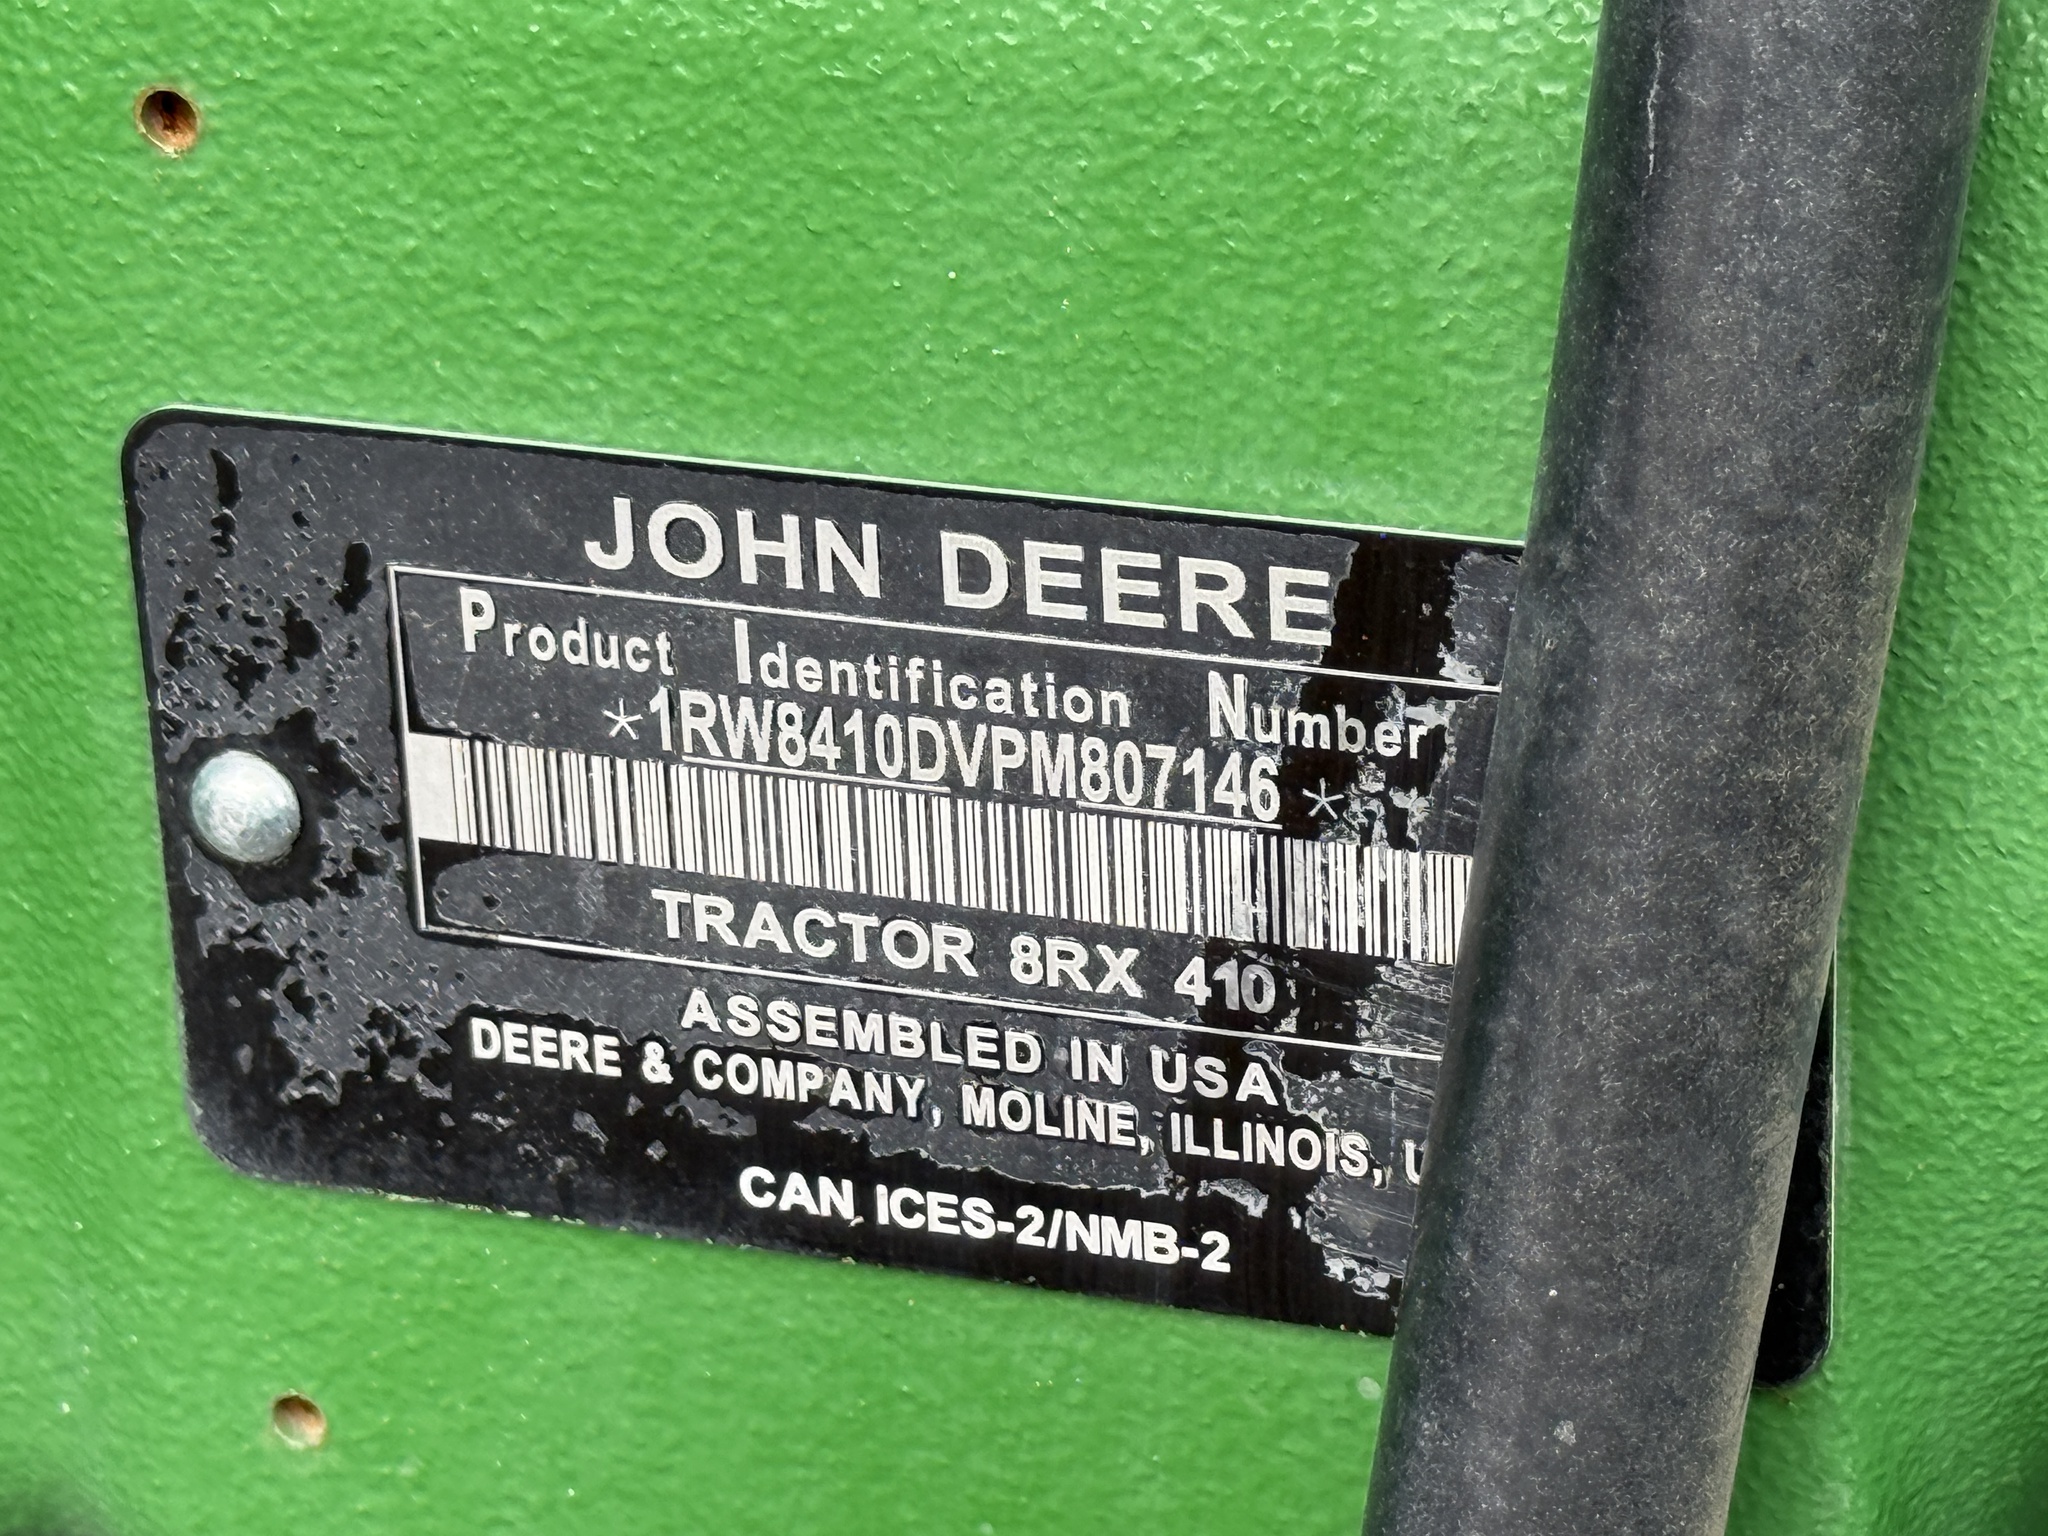 JOHN DEERE
Product Identification Number
*1RW8410DVPM807146*
TRACTOR 8RX 410
ASSEMBLED IN USA
DEERE & COMPANY, MOLINE, ILLINOIS, U
CAN ICES-2/NMB-2